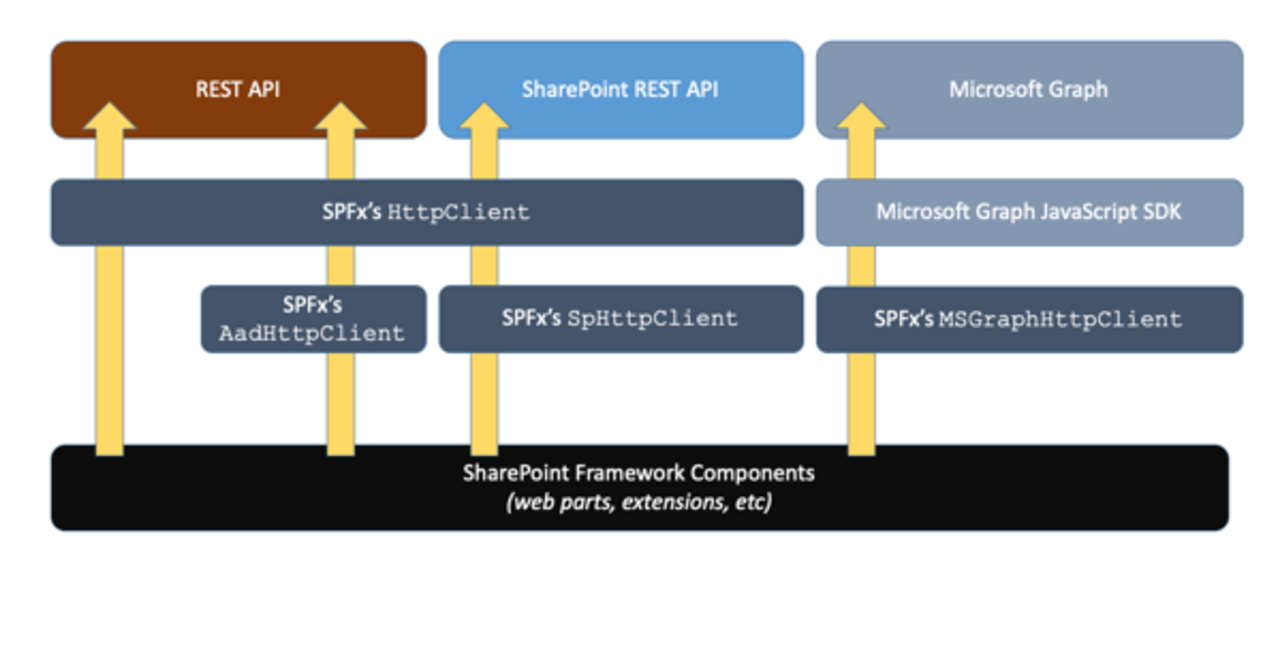 REST API
SharePoint REST API
Microsoft Graph
SPFx's HttpClient
Microsoft Graph JavaScript SDK
SPFx's
AadHttpClient
SPFx's SpHttpClient
SPFx's MSGraphHttpClient
SharePoint Framework Components
(web parts, extensions, etc)